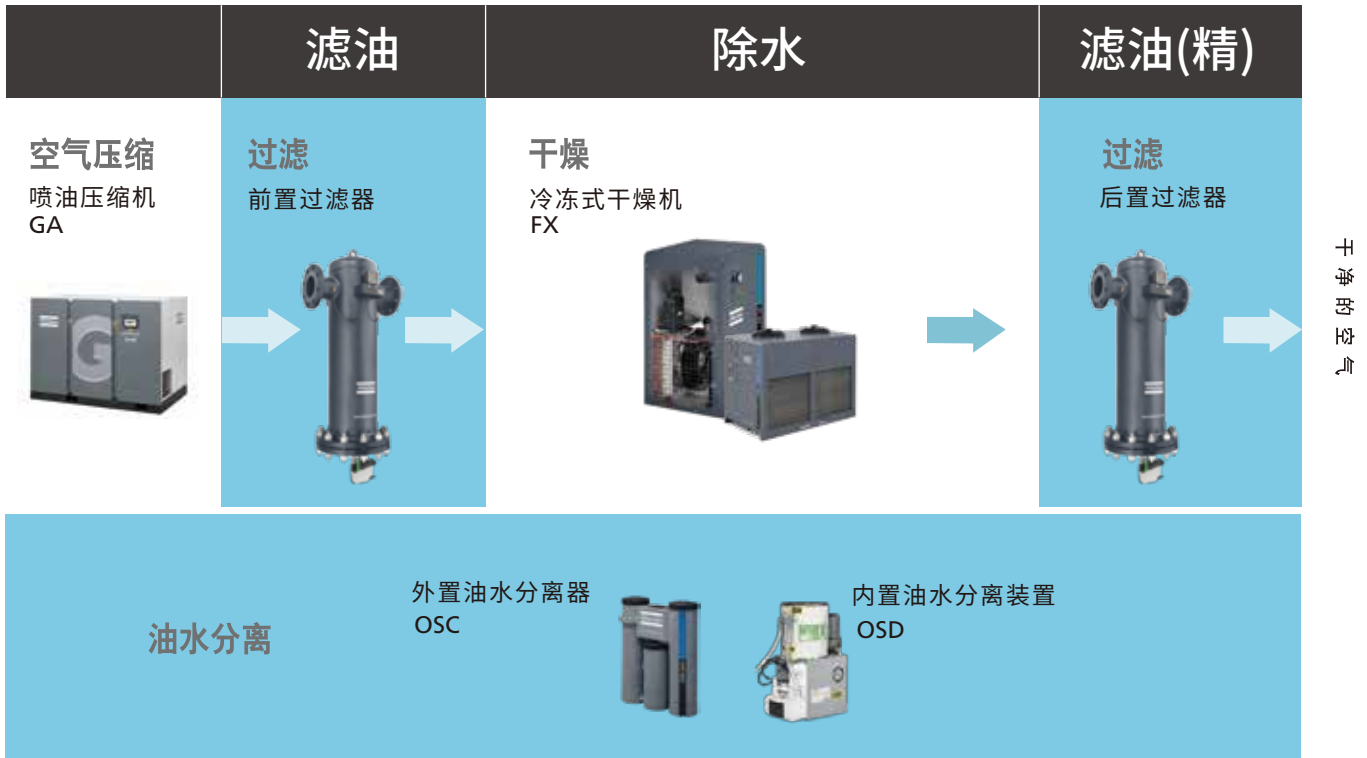 滤油
除水
滤油(精)
空气压缩
喷油压缩机
GA
过滤
前置过滤器
干燥
冷冻式干燥机
FX
过滤
后置过滤器
G
干净的空气
油水分离
外置油水分离器
OSC
内置油水分离装置
OSD